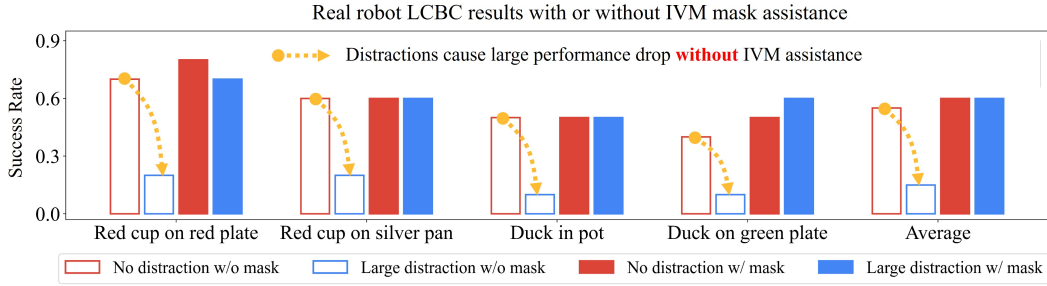 Real robot LCBC results with or without IVM mask assistance
Distractions cause large performance drop without IVM assistance
Success Rate
0.9
0.6
0.3
0.0
Red cup on red plate
Red cup on silver pan
Duck in pot
Duck on green plate
Average
No distraction w/o mask
Large distraction w/o mask
No distraction w/ mask
Large distraction w/ mask